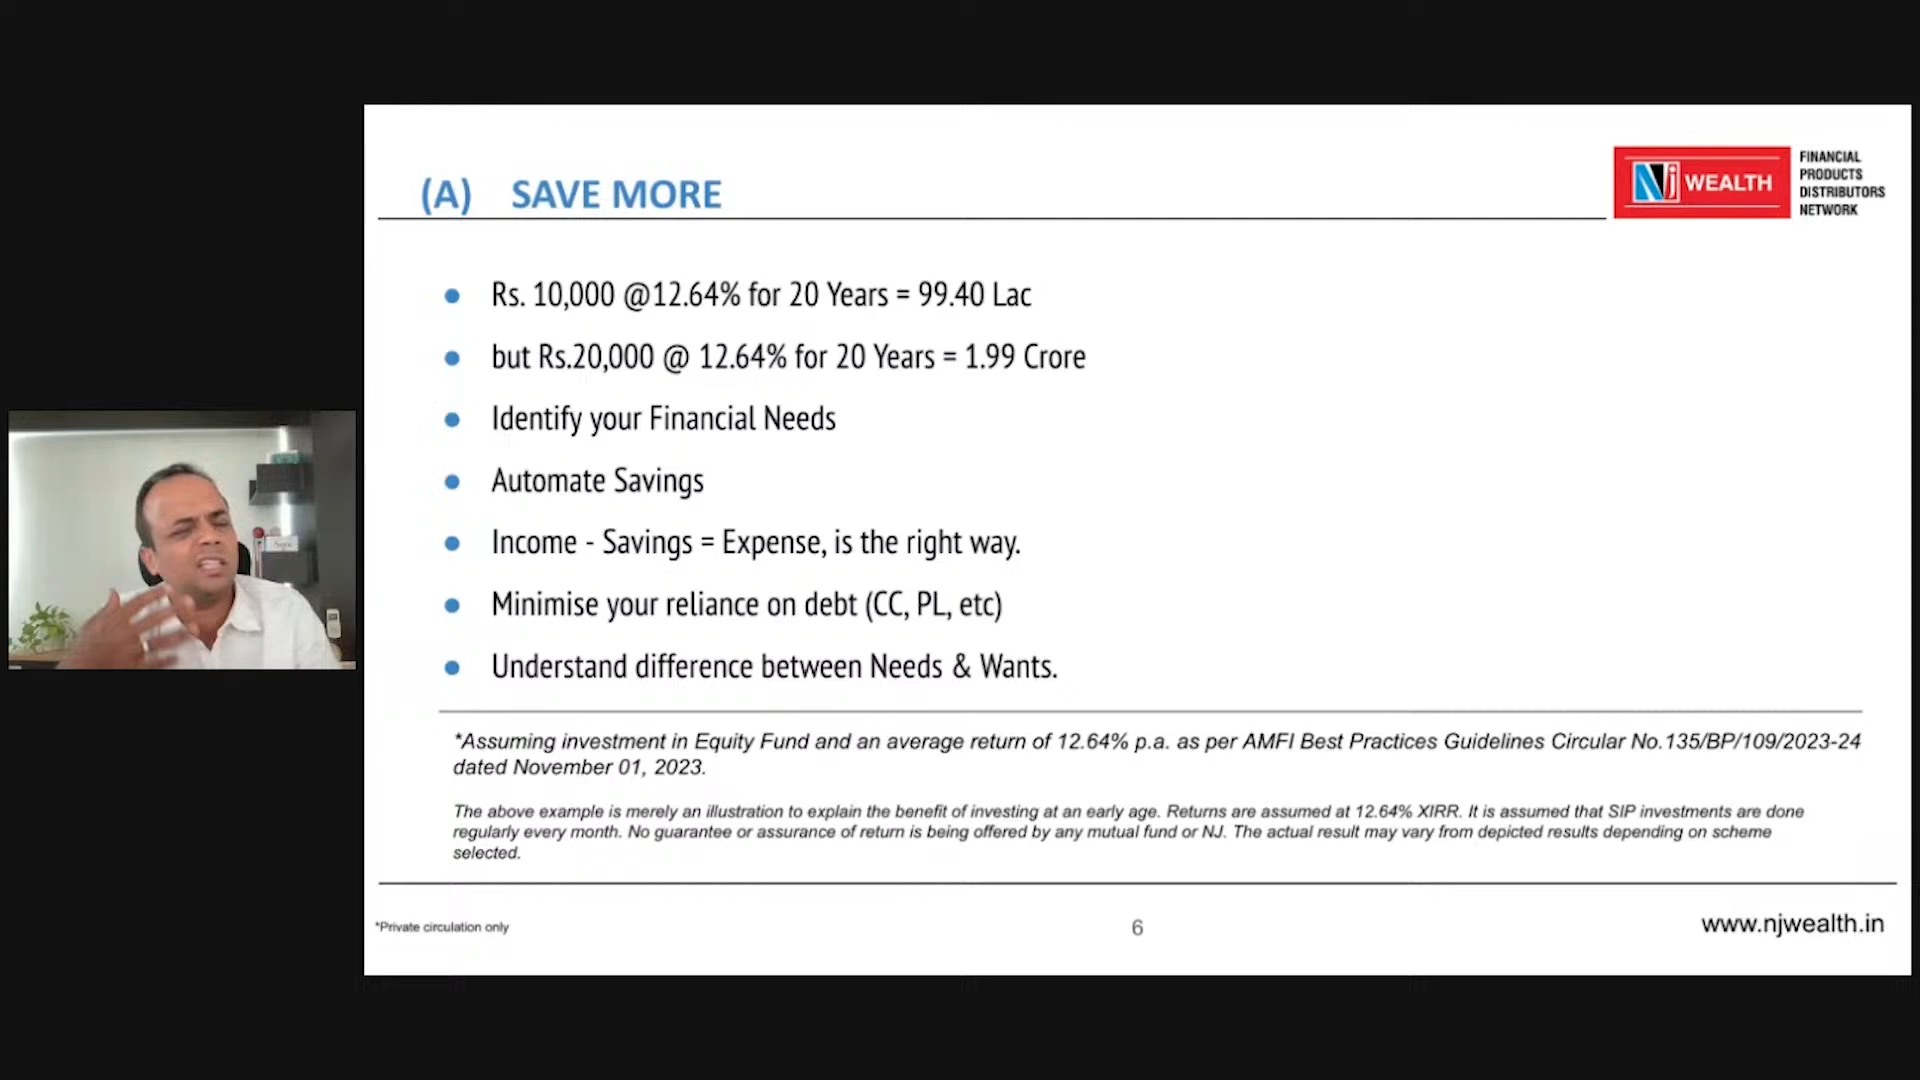 (A) SAVE MORE
NJ WEALTH
FINANCIAL
PRODUCTS
DISTRIBUTORS
NETWORK
● Rs. 10,000 @12.64% for 20 Years = 99.40 Lac
● but Rs.20,000 @ 12.64% for 20 Years = 1.99 Crore
● Identify your Financial Needs
● Automate Savings
● Income - Savings = Expense, is the right way.
● Minimise your reliance on debt (CC, PL, etc)
● Understand difference between Needs & Wants.
*Assuming investment in Equity Fund and an average return of 12.64% p.a. as per AMFI Best Practices Guidelines Circular No.135/BP/109/2023-24
dated November 01, 2023.
The above example is merely an illustration to explain the benefit of investing at an early age. Returns are assumed at 12.64% XIRR. It is assumed that SIP investments are done
regularly every month. No guarantee or assurance of return is being offered by any mutual fund or NJ. The actual result may vary from depicted results depending on scheme
selected.
*Private circulation only
6
www.njwealth.in